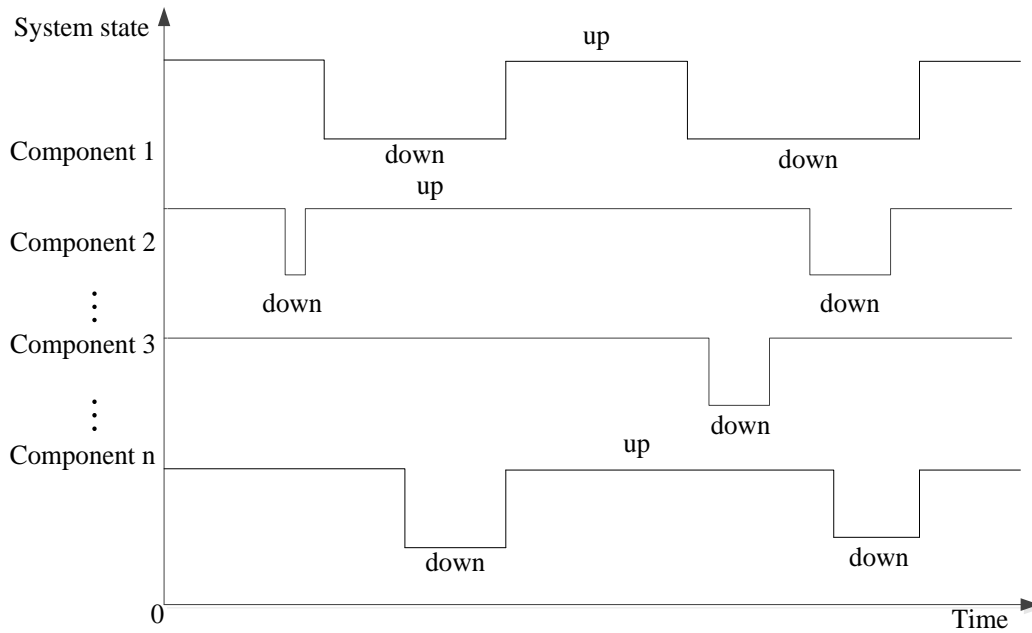 System state
up
Component 1
down
down
up
Component 2
down
down
Component 3
down
up
Component n
down
down
0
Time